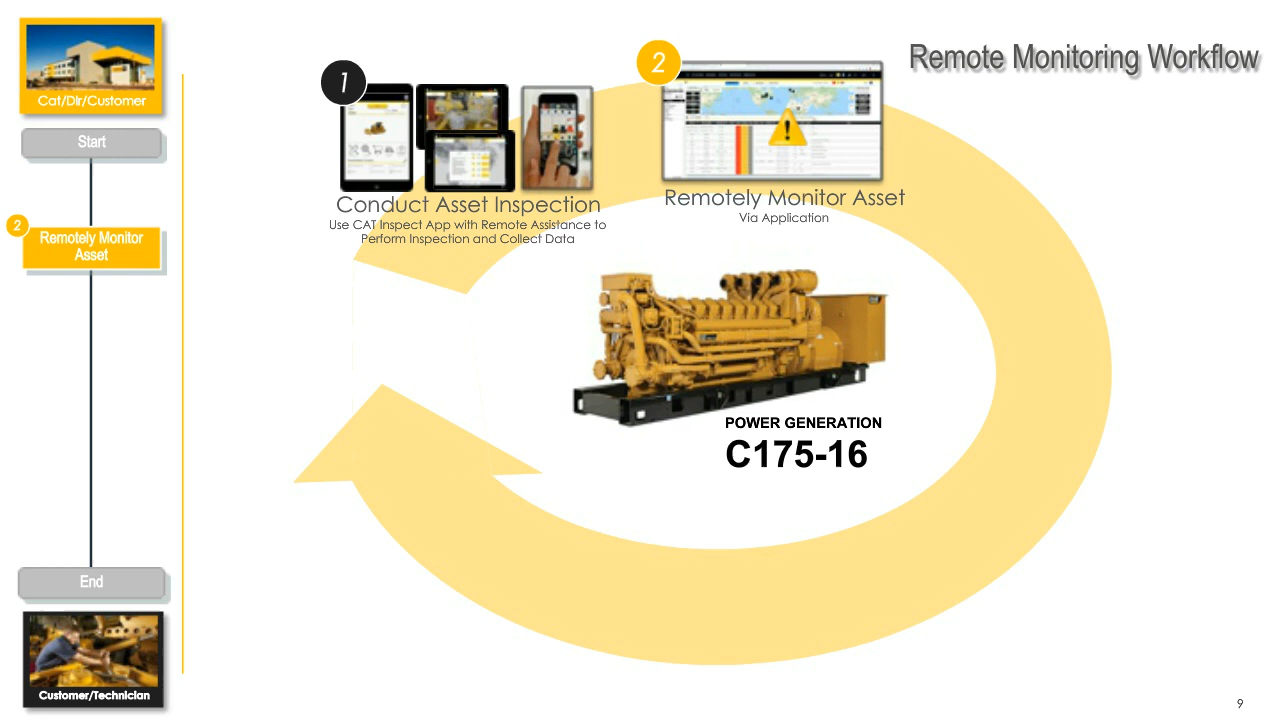 Remote Monitoring Workflow
Cat/Dlr/Customer
Start
2
Remotely Monitor
Asset
End
Customer/Technician
1
Conduct Asset Inspection
Use CAT Inspect App with Remote Assistance to
Perform Inspection and Collect Data
2
Remotely Monitor Asset
Via Application
POWER GENERATION
C175-16
9